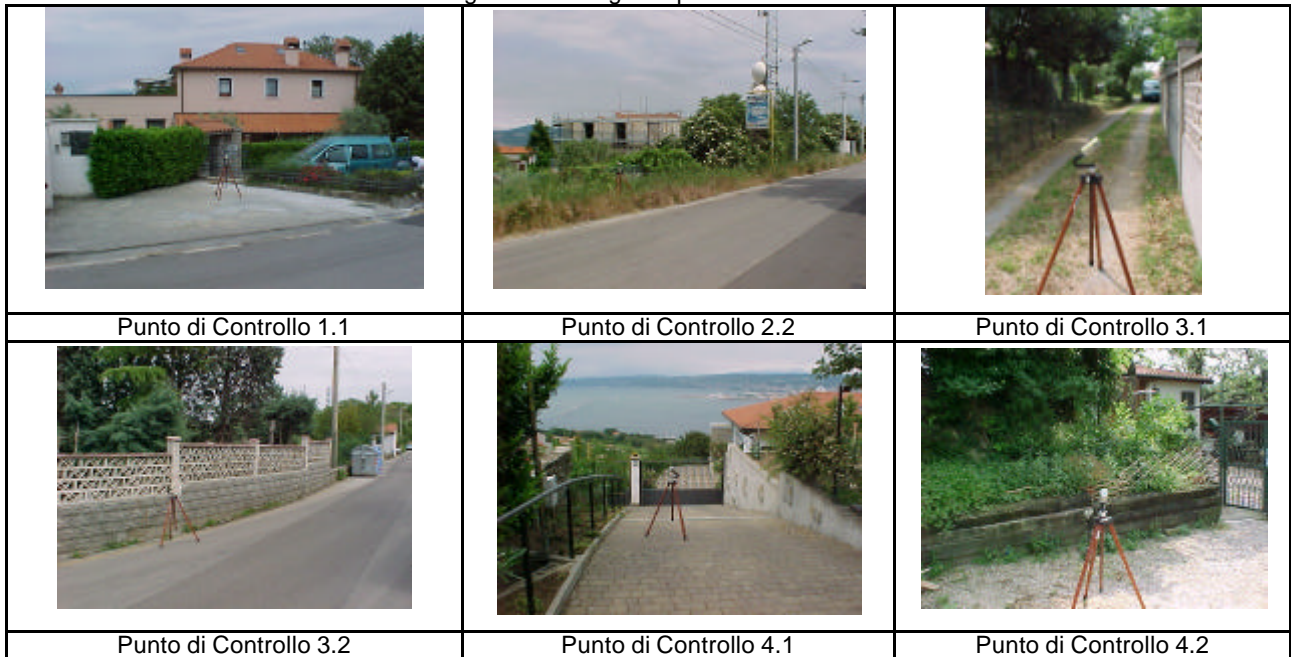 Punto di Controllo 1.1
Punto di Controllo 2.2
Punto di Controllo 3.1
Punto di Controllo 3.2
Punto di Controllo 4.1
Punto di Controllo 4.2